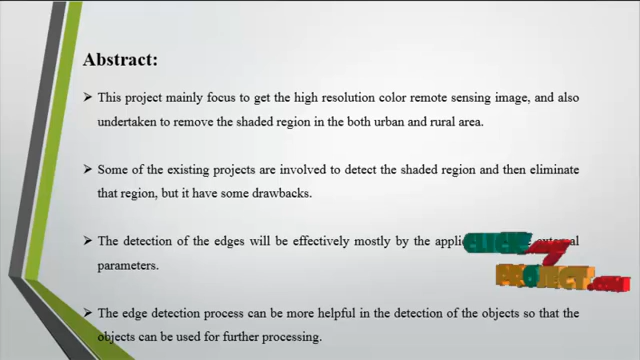 Abstract:
➢ This project mainly focus to get the high resolution color remote sensing image, and also
undertaken to remove the shaded region in the both urban and rural area.
➢ Some of the existing projects are involved to detect the shaded region and then eliminate
that region, but it have some drawbacks.
➢ The detection of the edges will be effectively mostly by the external
parameters.
CLICK
PROJECT.com
➢ The edge detection process can be more helpful in the detection of the objects so that the
objects can be used for further processing.